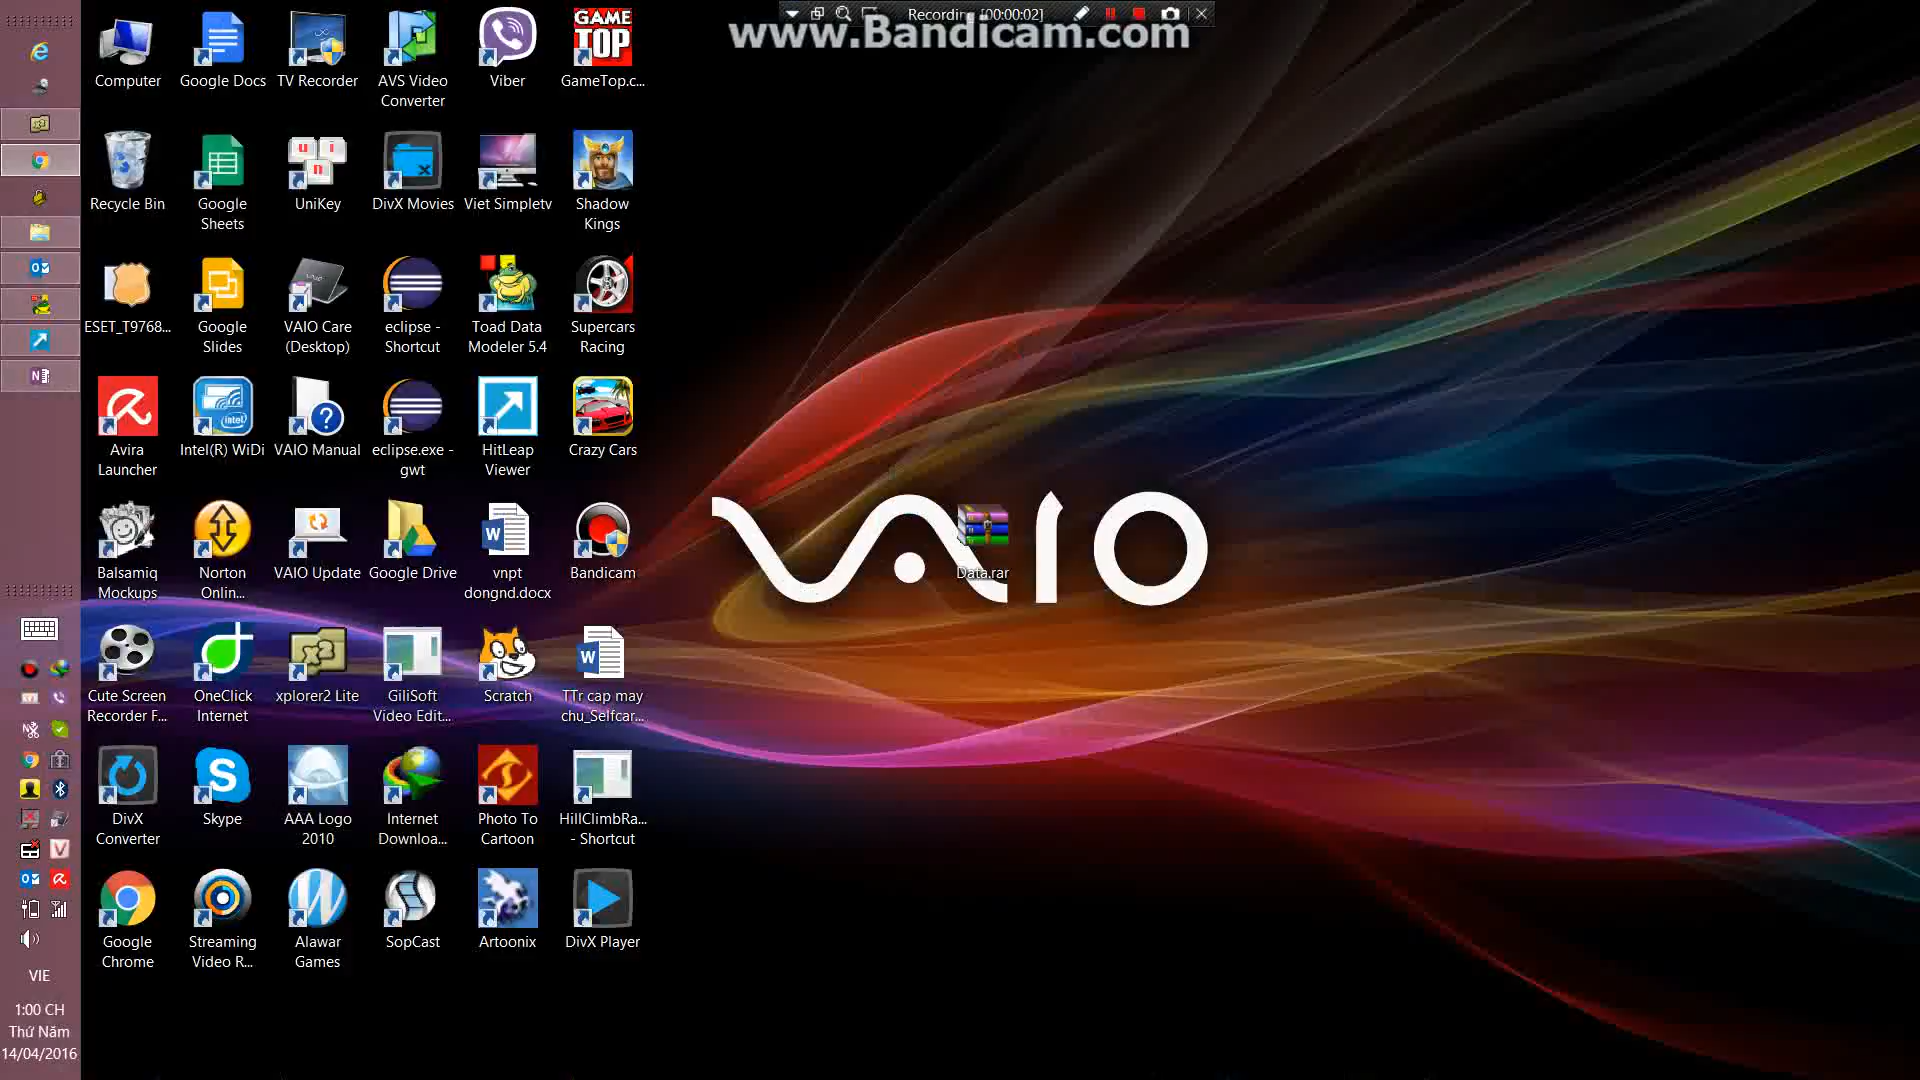 Recording [00:00:02]
www.Bandicam.com
Computer
Google Docs
TV Recorder
AVS Video
Converter
Viber
GAME
TOP
GameTop.c...
Recycle Bin
Google
Sheets
UniKey
DivX Movies
Viet Simpletv
Shadow
Kings
ESET_T9768...
Google
Slides
VAIO Care
(Desktop)
eclipse -
Shortcut
Toad Data
Modeler 5.4
Supercars
Racing
Avira
Launcher
Intel(R) WiDi
VAIO Manual
eclipse.exe -
gwt
HitLeap
Viewer
Crazy Cars
Balsamiq
Mockups
Norton
Onlin...
VAIO Update
Google Drive
vnpt
dongnd.docx
Bandicam
VAIO
Data.rar
Cute Screen
Recorder F...
OneClick
Internet
xplorer2 Lite
GiliSoft
Video Edit...
Scratch
TTr cap may
chu_Selfcar...
DivX
Converter
Skype
AAA Logo
2010
Internet
Downloa...
Photo To
Cartoon
HillClimbRa...
- Shortcut
Google
Chrome
Streaming
Video R...
Alawar
Games
SopCast
Artoonix
DivX Player
VIE
1:00 CH
Thứ Năm
14/04/2016